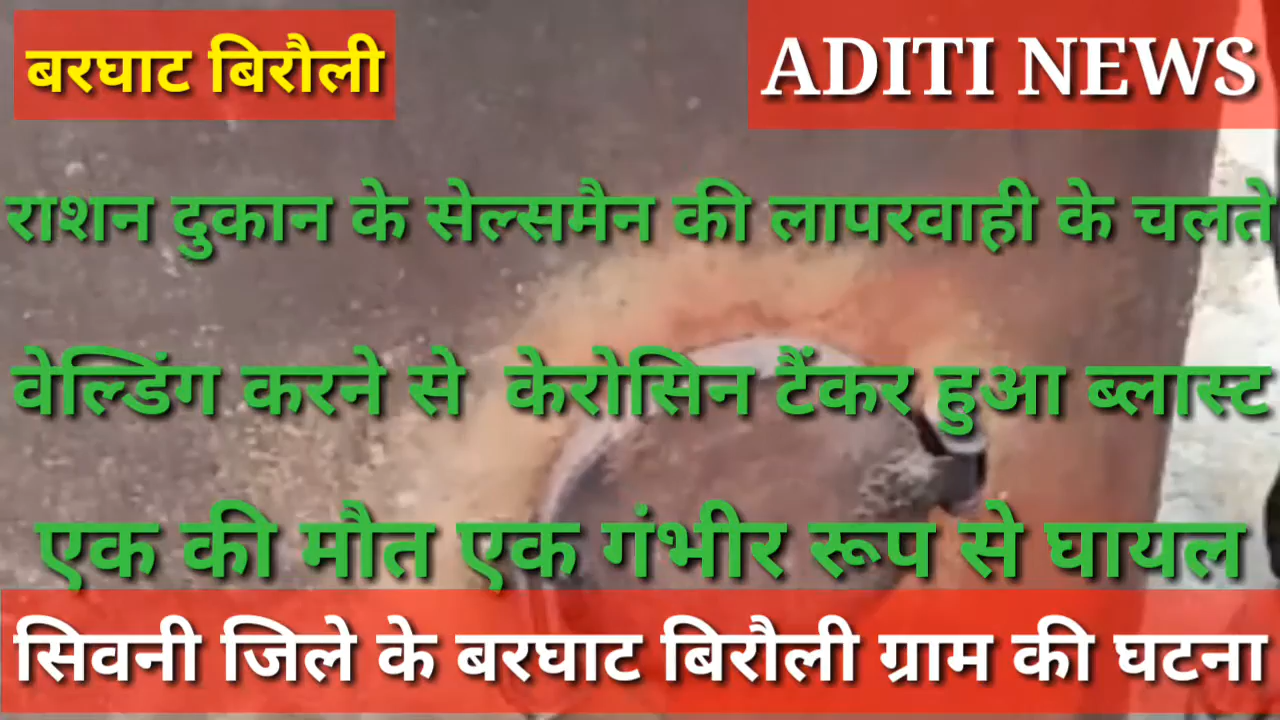 बरघाट बिरौली
ADITI NEWS
राशन दुकान के सेल्समैन की लापरवाही के चलते
वेल्डिंग करने से केरोसिन टैंकर हुआ ब्लास्ट
एक की मौत एक गंभीर रूप से घायल
सिवनी जिले के बरघाट बिरौली ग्राम की घटना